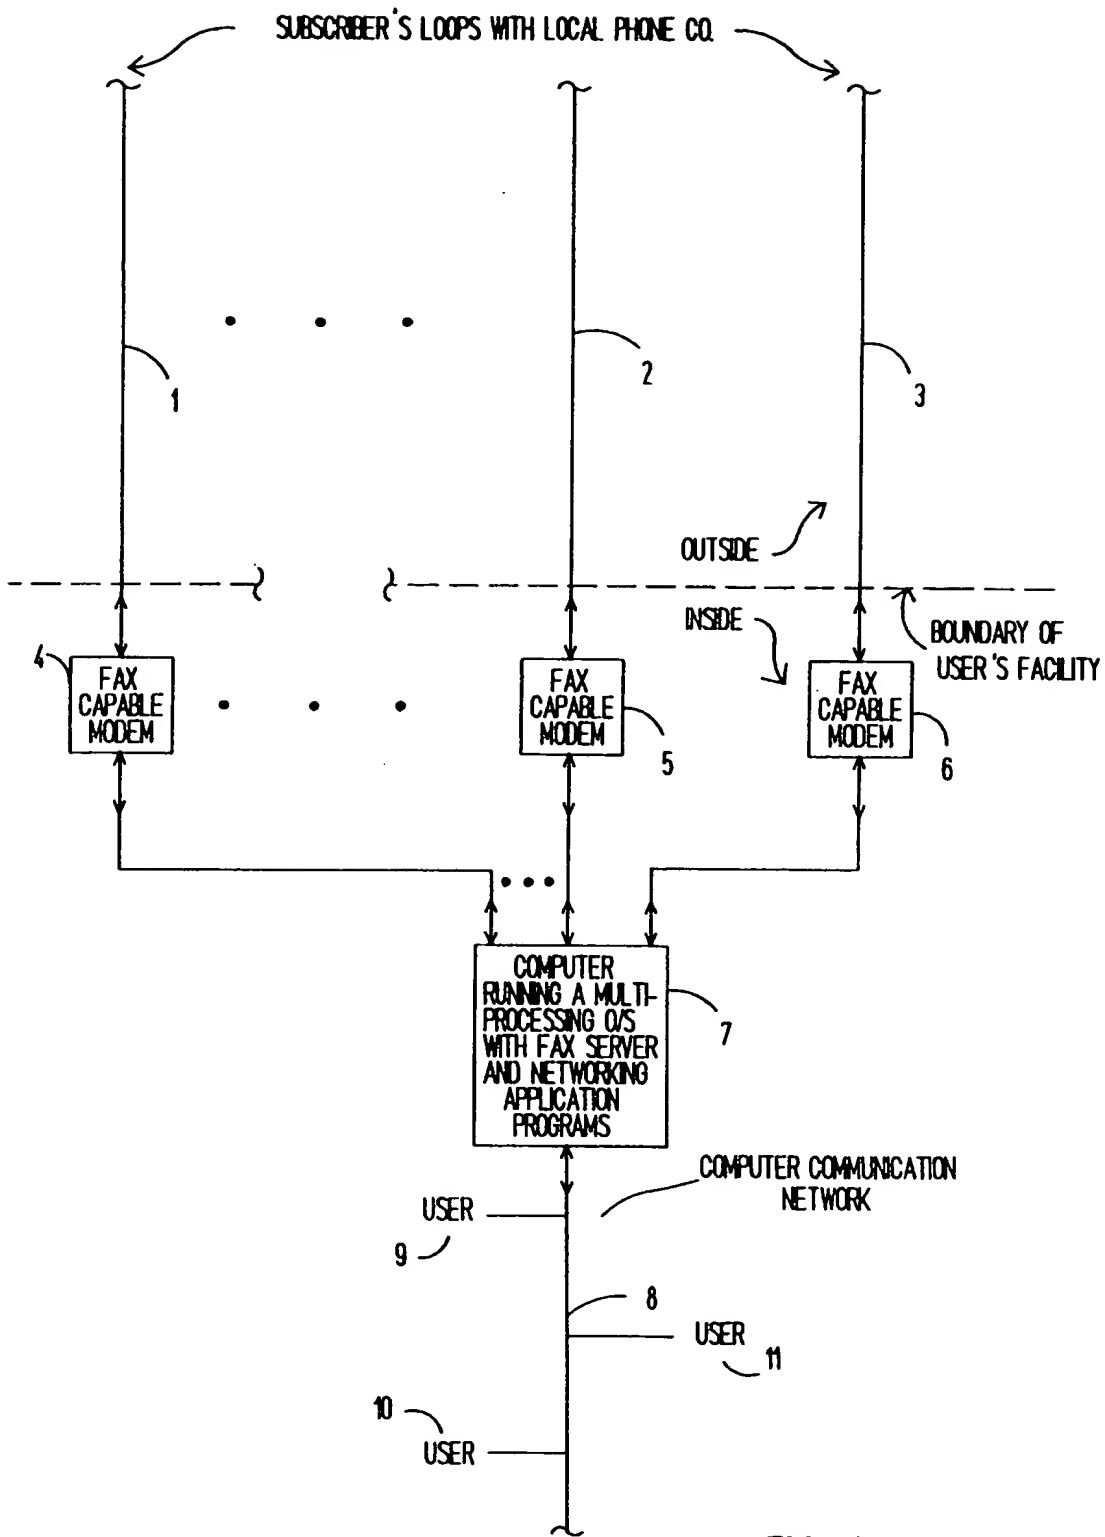 SUBSCRIBER'S LOOPS WITH LOCAL PHONE CO.
1
2
3
OUTSIDE
INSIDE
BOUNDARY OF
USER'S FACILITY
4
FAX
CAPABLE
MODEM
FAX
CAPABLE
MODEM
5
FAX
CAPABLE
MODEM
6
COMPUTER
RUNNING A MULTI-
PROCESSING O/S
WITH FAX SERVER
AND NETWORKING
APPLICATION
PROGRAMS
7
COMPUTER COMMUNICATION
NETWORK
USER
9
8
USER
11
10
USER